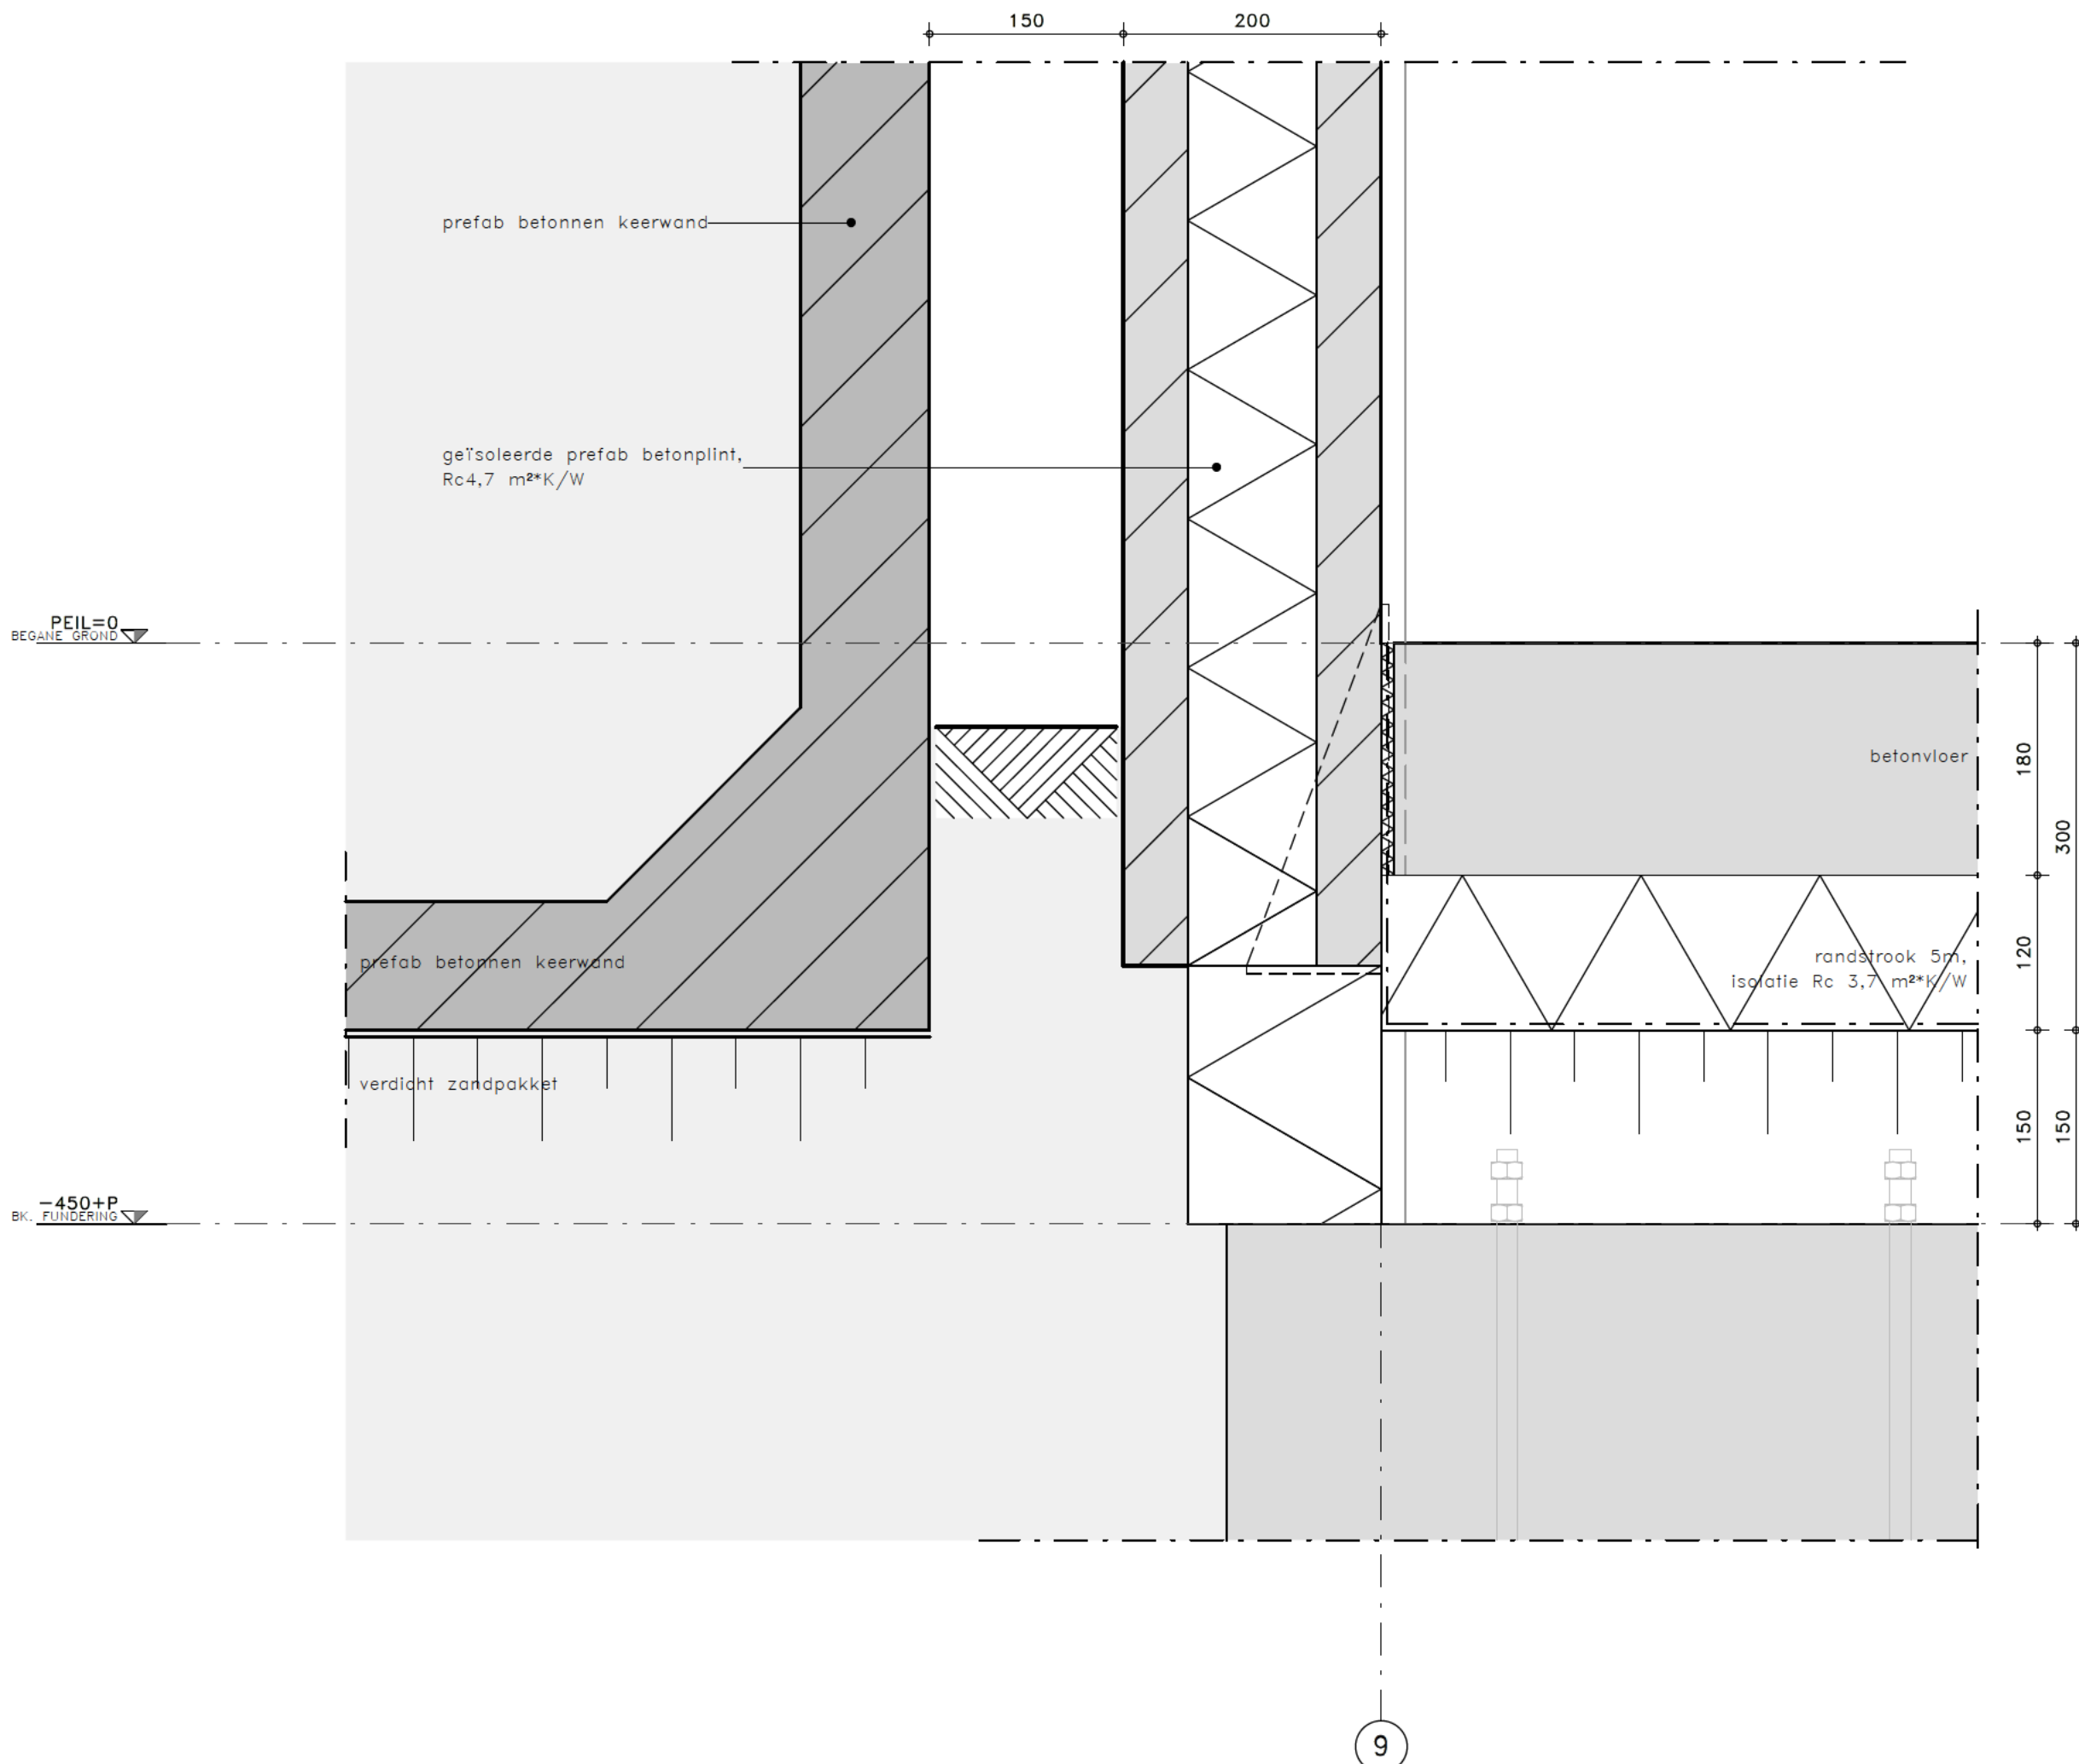 150
200
prefab betonnen keerwand
geïsoleerde prefab betonplint,
Rc4,7 m²*K/W
PEIL=0
BEGANE GROND
betonvloer
180
300
prefab betonnen keerwand
randstrook 5m,
isolatie Rc 3,7 m²*K/W
120
verdicht zandpakket
150
150
-450+P
BK. FUNDERING
9